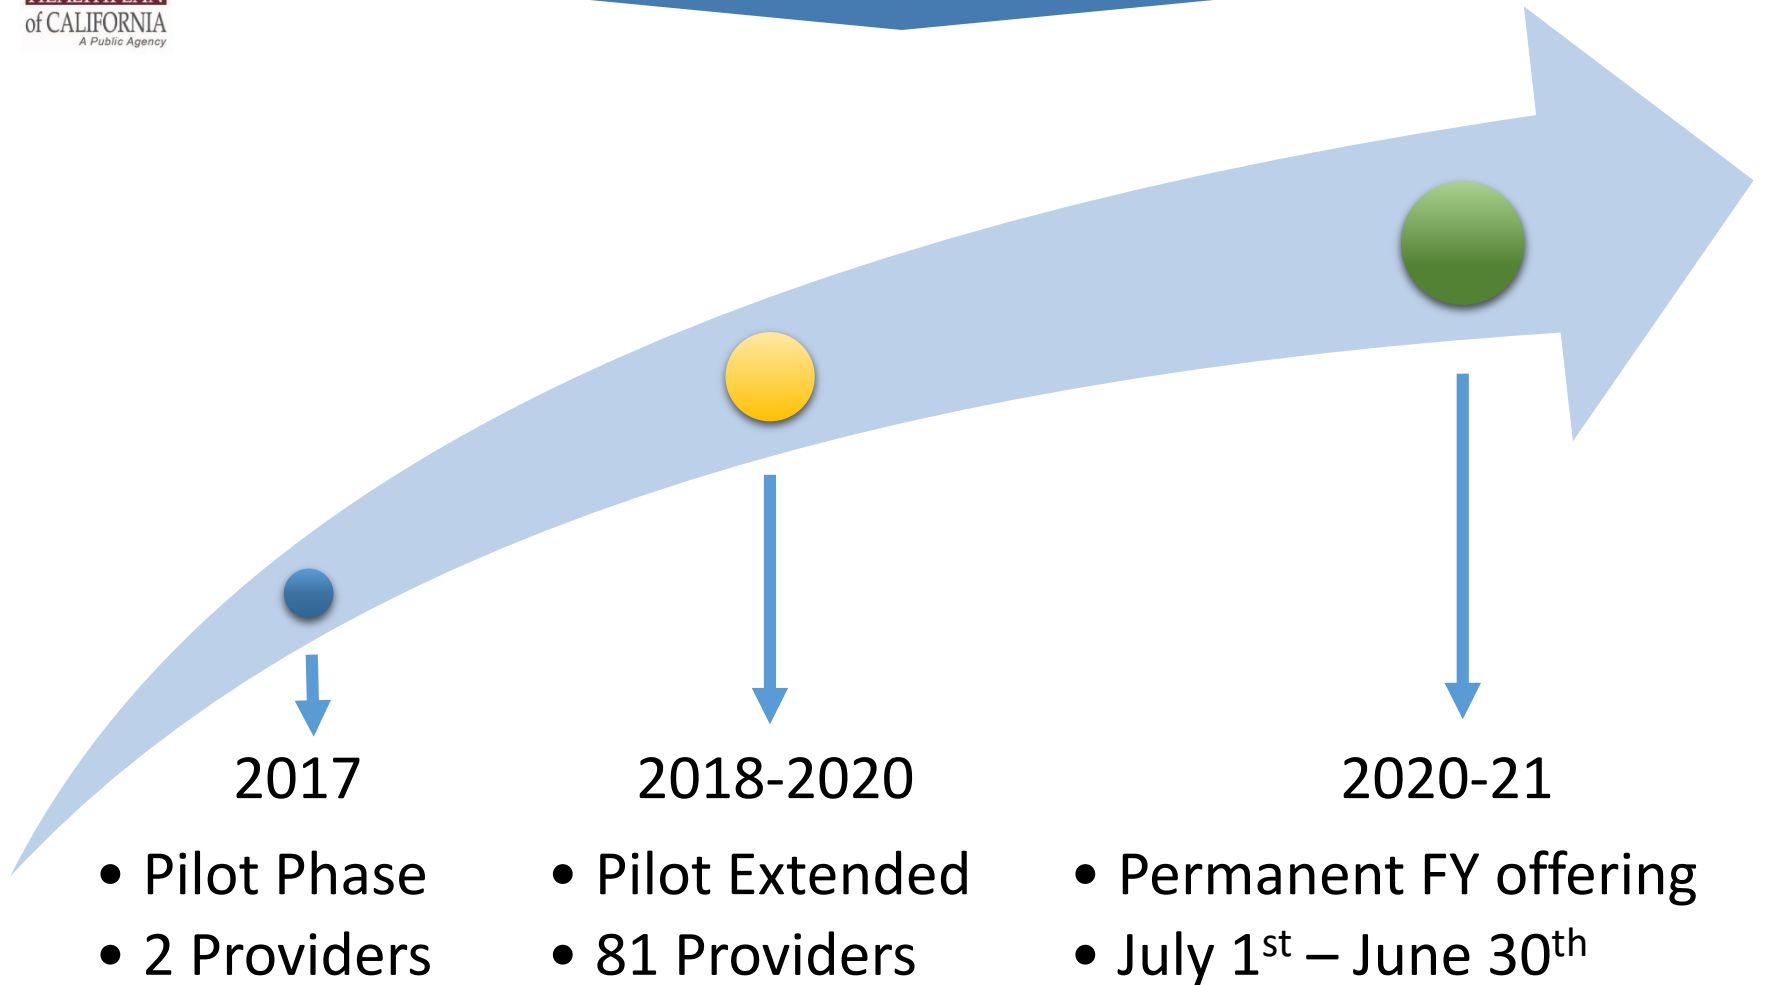 of CALIFORNIA
A Public Agency
2017
• Pilot Phase
• 2 Providers
2018-2020
• Pilot Extended
• 81 Providers
2020-21
• Permanent FY offering
• July 1st – June 30th